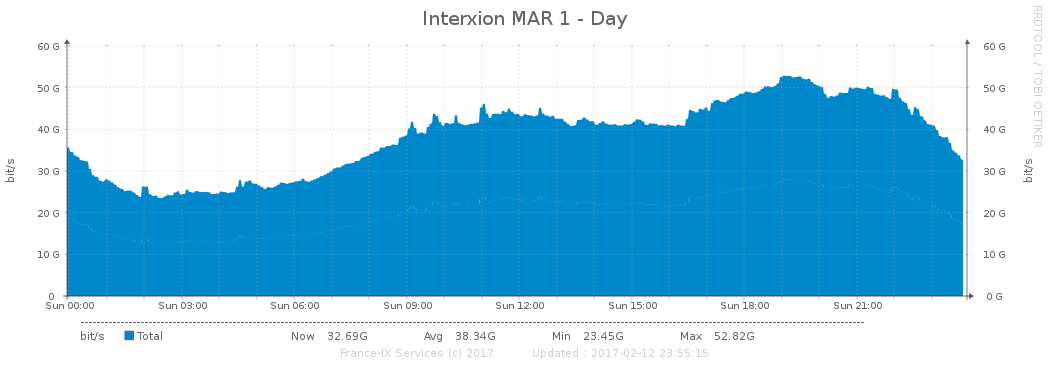 Interxion MAR 1 - Day
RRDTOOL / TOBI OETIKER
60 G 60 G
50 G 50 G
40 G 40 G
30 G 30 G
20 G 20 G
10 G 10 G
0 0 G
bit/s bit/s
Sun 00:00 Sun 03:00 Sun 06:00 Sun 09:00 Sun 12:00 Sun 15:00 Sun 18:00 Sun 21:00
bit/s Total Now 32.69G Avg 38.34G Min 23.45G Max 52.82G
France-IX Services (c) 2017 Updated : 2017-02-12 23:55:15